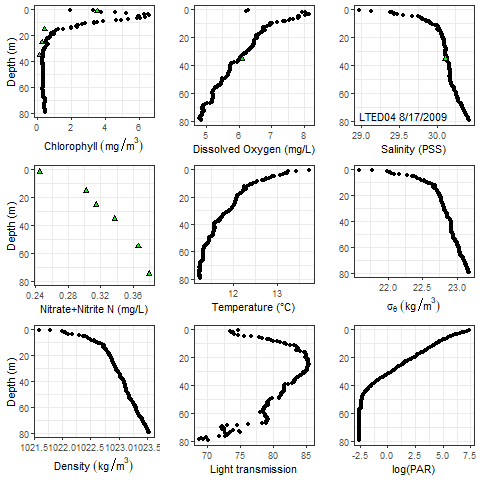 0
20
40
60
80
0 2 4 6
Depth (m)
Chlorophyll (mg/m³)
0
20
40
60
80
5 6 7 8
Dissolved Oxygen (mg/L)
0
20
40
60
80
LTED04 8/17/2009
29.0 29.5 30.0
Salinity (PSS)
0
20
40
60
80
0.24 0.28 0.32 0.36
Depth (m)
Nitrate+Nitrite N (mg/L)
0
20
40
60
80
12 13
Temperature (°C)
0
20
40
60
80
22.0 22.5 23.0
σθ (kg/m³)
0
20
40
60
80
1021.5 1022.0 1022.5 1023.0 1023.5
Depth (m)
Density (kg/m³)
0
20
40
60
80
70 75 80 85
Light transmission
0
20
40
60
80
-2.5 0.0 2.5 5.0 7.5
log(PAR)